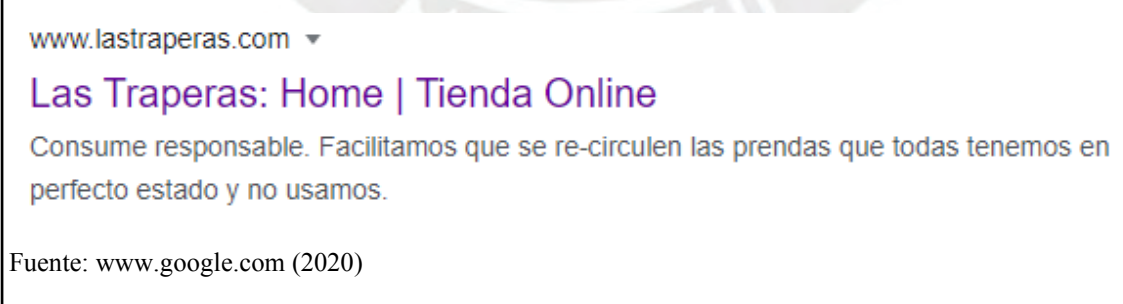 www.lastraperas.com
Las Traperas: Home | Tienda Online
Consume responsable. Facilitamos que se re-circulen las prendas que todas tenemos en
perfecto estado y no usamos.
Fuente: www.google.com (2020)